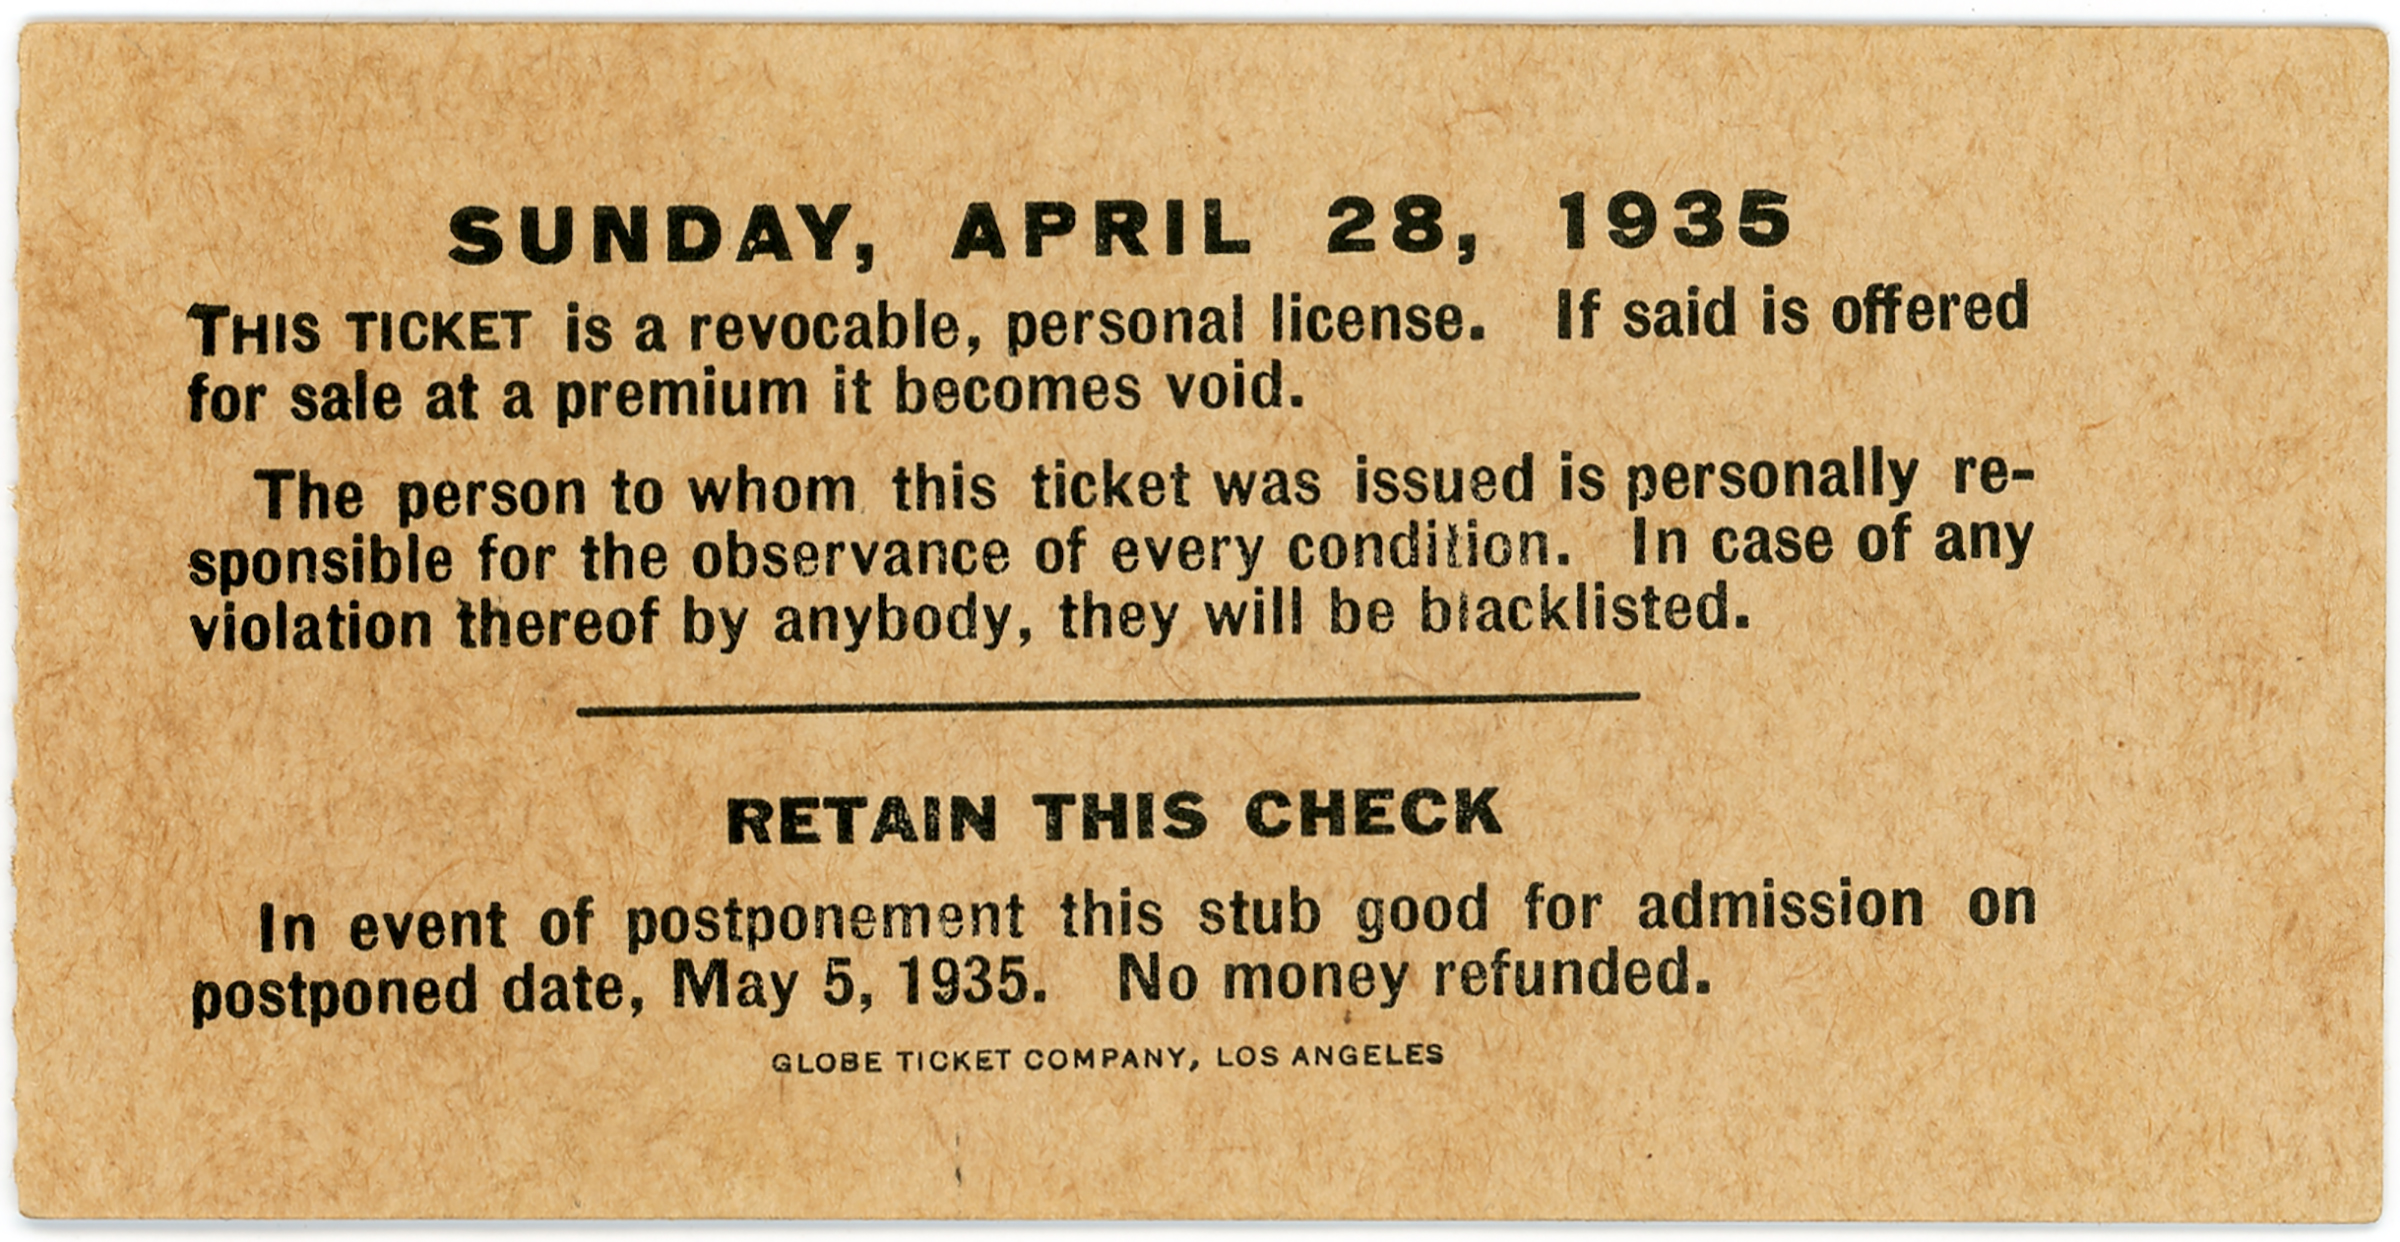 SUNDAY, APRIL 28, 1935
THIS TICKET is a revocable, personal license. If said is offered
for sale at a premium it becomes void.
The person to whom this ticket was issued is personally re-
sponsible for the observance of every condition. In case of any
violation thereof by anybody, they will be blacklisted.
RETAIN THIS CHECK
In event of postponement this stub good for admission on
postponed date, May 5, 1935. No money refunded.
GLOBE TICKET COMPANY, LOS ANGELES